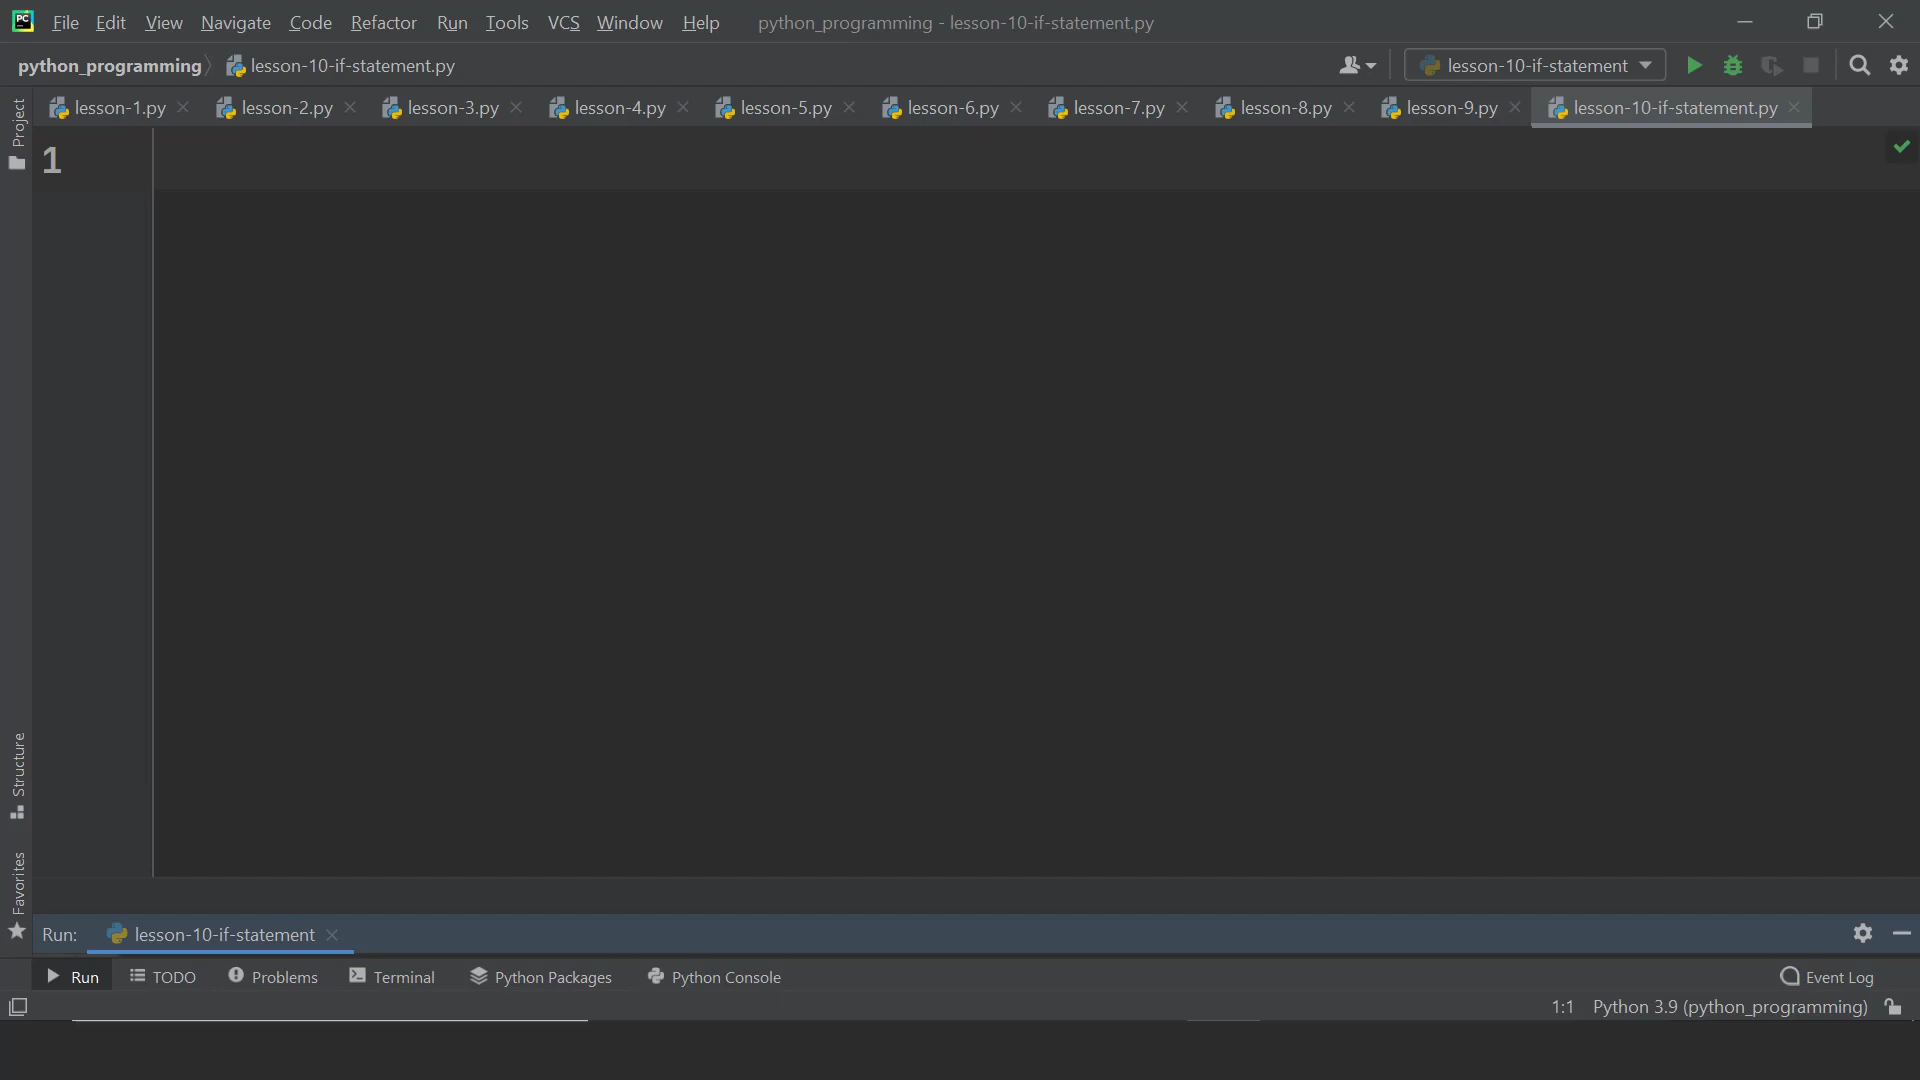 PC File Edit View Navigate Code Refactor Run Tools VCS Window Help python_programming - lesson-10-if-statement.py
python_programming lesson-10-if-statement.py lesson-10-if-statement
Project
lesson-1.py lesson-2.py lesson-3.py lesson-4.py lesson-5.py lesson-6.py lesson-7.py lesson-8.py lesson-9.py lesson-10-if-statement.py
1
Structure
Favorites
Run: lesson-10-if-statement
Run TODO Problems Terminal Python Packages Python Console Event Log
1:1 Python 3.9 (python_programming)